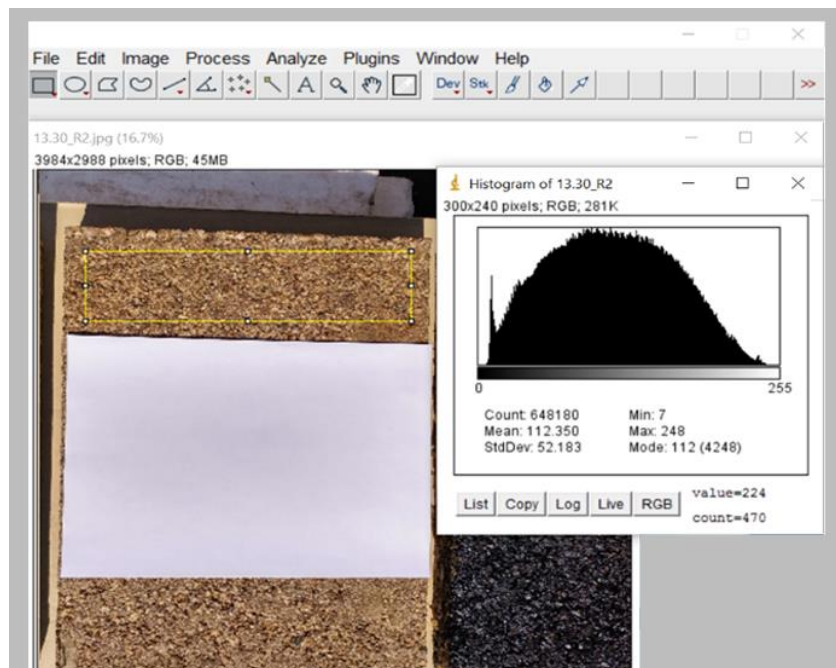 File Edit Image Process Analyze Plugins Window Help
A Dev Stk >>
13.30_R2.jpg (16.7%)
3984x2988 pixels; RGB; 45MB
Histogram of 13.30_R2
300x240 pixels; RGB; 281K
0 255
Count: 648180 Min: 7
Mean: 112.350 Max: 248
StdDev: 52.183 Mode: 112 (4248)
List Copy Log Live RGB value=224
count=470